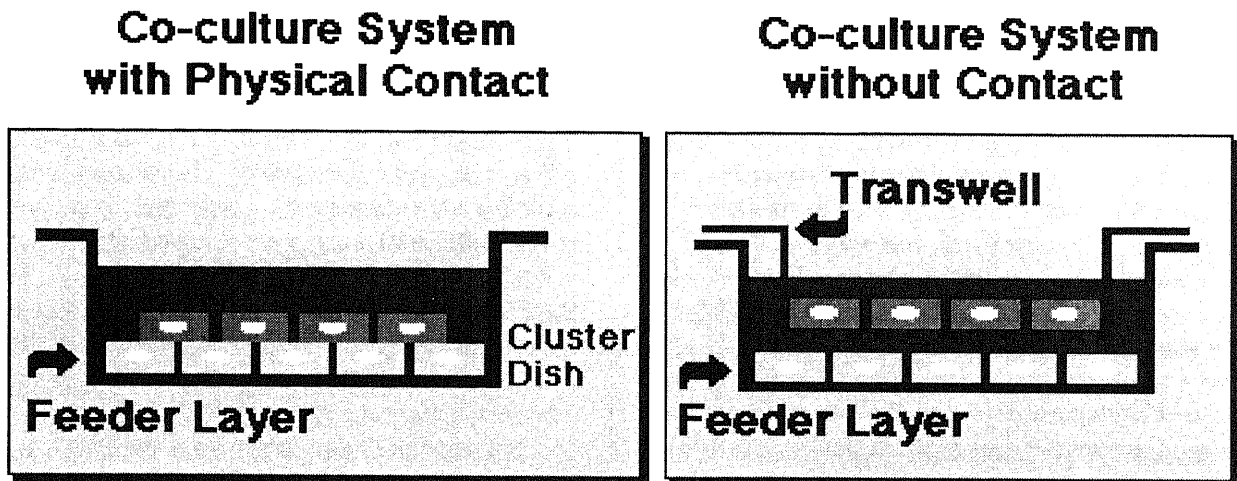 Co-culture System
with Physical Contact
Cluster
Dish
Feeder Layer
Co-culture System
without Contact
Transwell
Feeder Layer